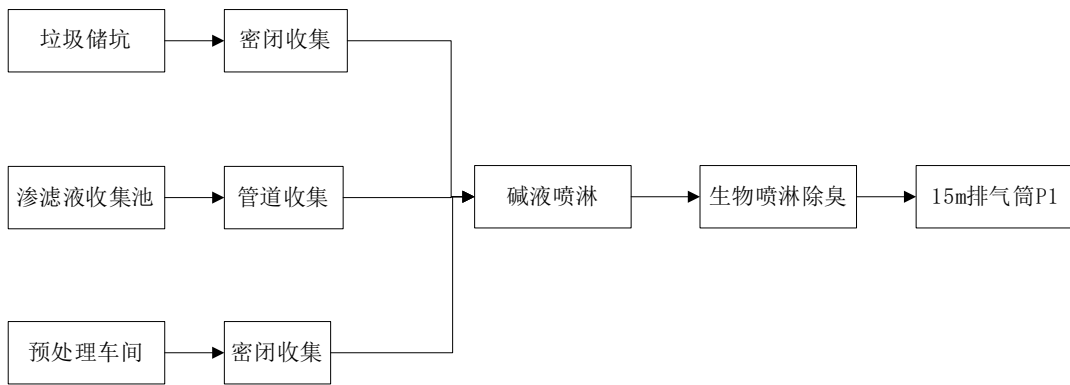 垃圾储坑
密闭收集
渗滤液收集池
管道收集
碱液喷淋
生物喷淋除臭
15m排气筒P1
预处理车间
密闭收集